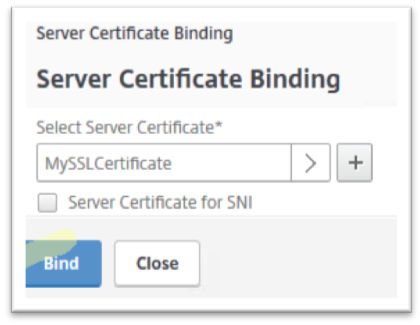 Server Certificate Binding
Server Certificate Binding
Select Server Certificate*
MySSLCertificate
Server Certificate for SNI
Bind Close